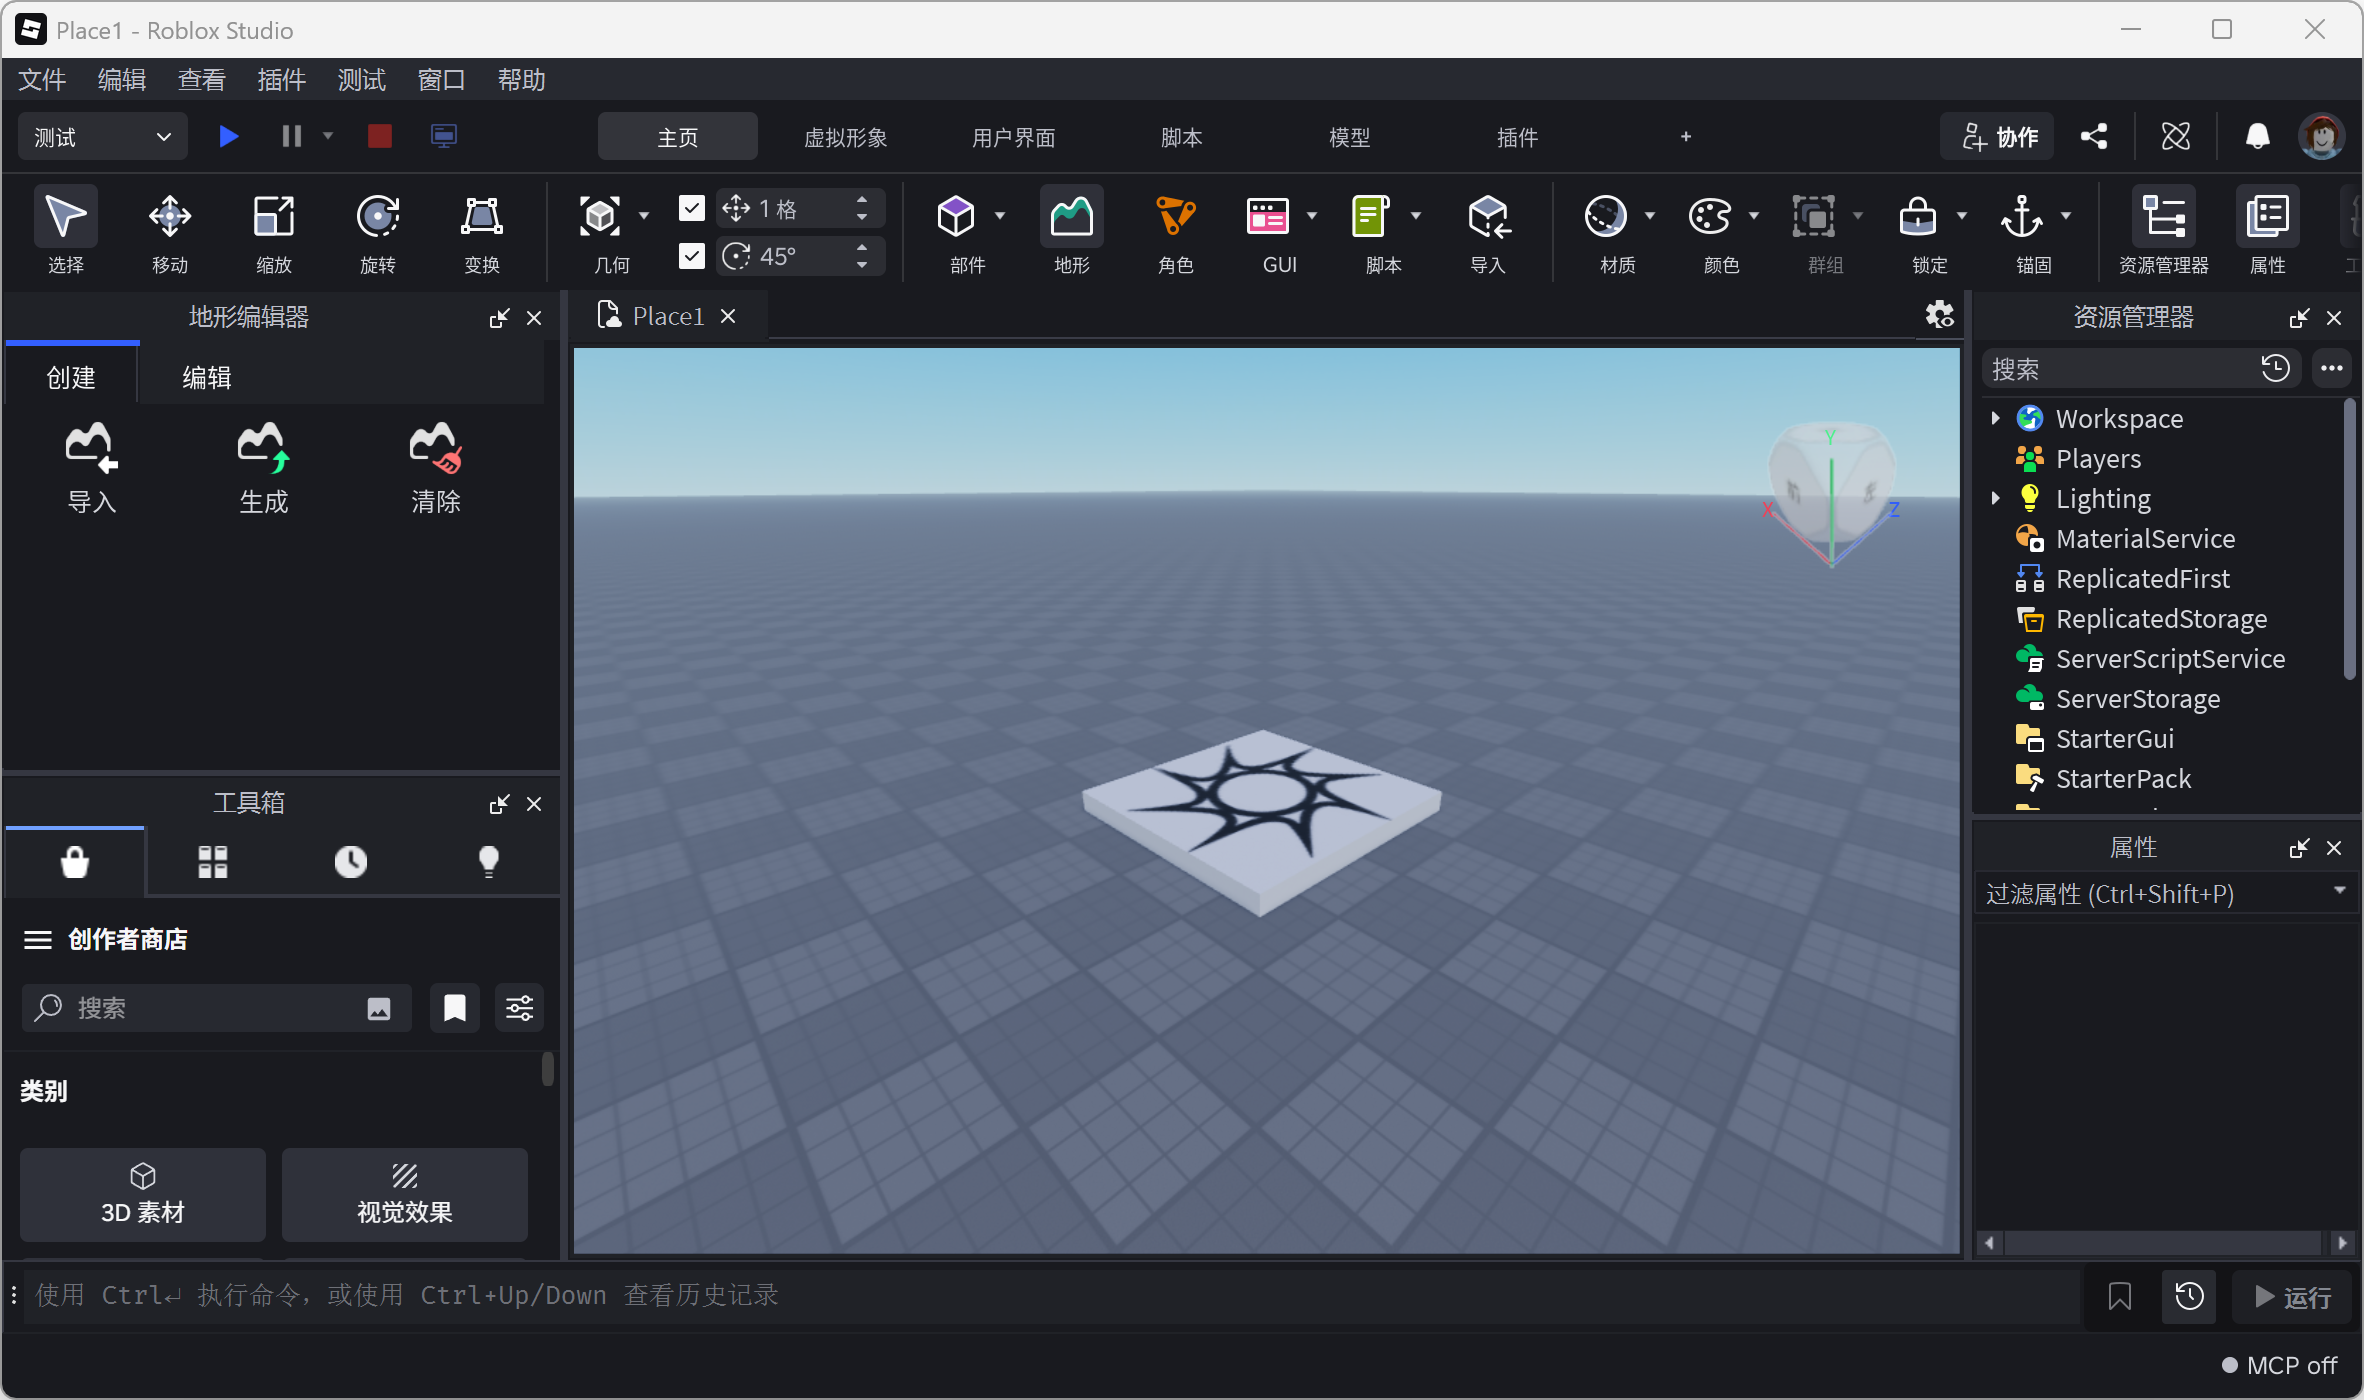 Place1 - Roblox Studio
文件 编辑 查看 插件 测试 窗口 帮助
测试 主页 虚拟形象 用户界面 脚本 模型 插件 + 协作
1 格
45°
选择 移动 缩放 旋转 变换 几何 部件 地形 角色 GUI 脚本 导入 材质 颜色 群组 锁定 锚固 资源管理器 属性
地形编辑器
创建 编辑
导入 生成 清除
工具箱
创作者商店
搜索
类别
3D 素材 视觉效果
Place1
Y
X Z
资源管理器
搜索
Workspace
Players
Lighting
MaterialService
ReplicatedFirst
ReplicatedStorage
ServerScriptService
ServerStorage
StarterGui
StarterPack
属性
过滤属性 (Ctrl+Shift+P)
使用 Ctrl↵ 执行命令，或使用 Ctrl+Up/Down 查看历史记录
运行
MCP off